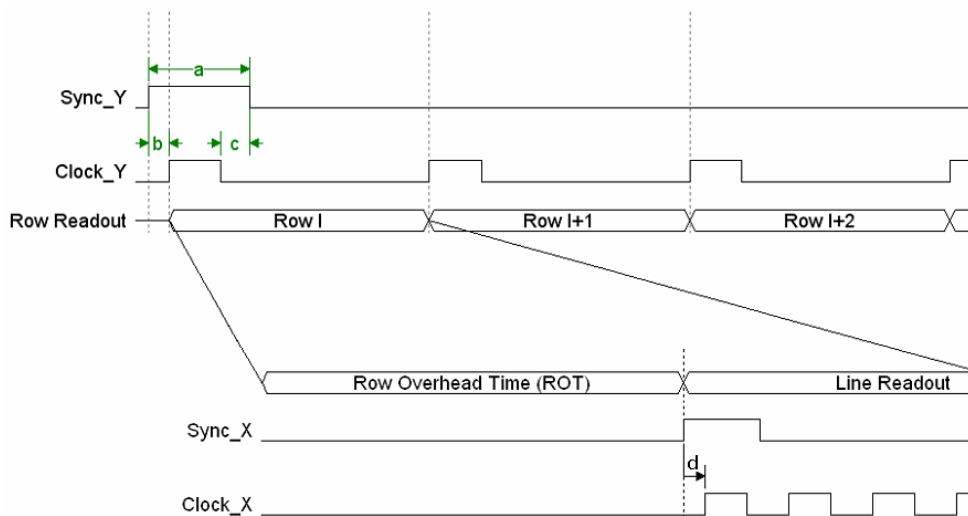 a
Sync_Y
b
c
Clock_Y
Row Readout
Row I
Row I+1
Row I+2
Row Overhead Time (ROT)
Line Readout
Sync_X
d
Clock_X